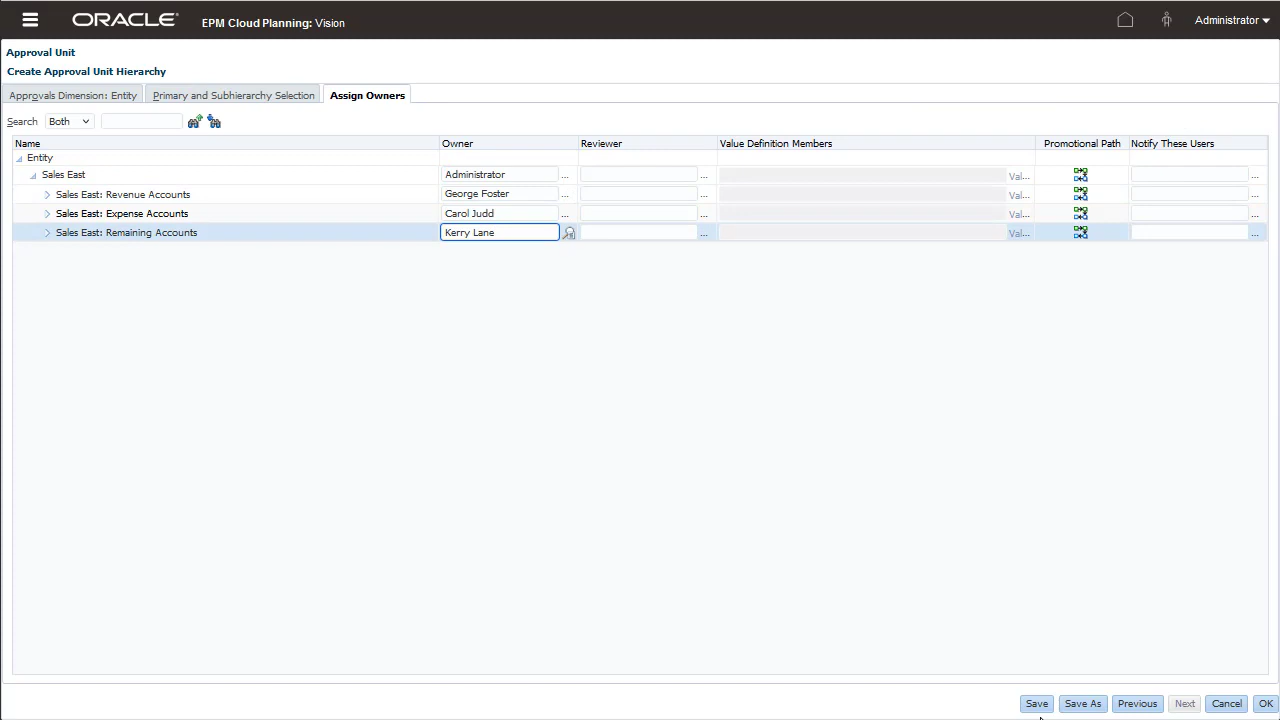 ORACLE® EPM Cloud Planning: Vision Administrator
Approval Unit
Create Approval Unit Hierarchy
Approvals Dimension: Entity Primary and Subhierarchy Selection Assign Owners
Search Both
Name Owner Reviewer Value Definition Members Promotional Path Notify These Users
Entity
Sales East Administrator ... ... Val... ...
Sales East: Revenue Accounts George Foster ... ... Val... ...
Sales East: Expense Accounts Carol Judd ... ... Val... ...
Sales East: Remaining Accounts Kerry Lane ... Val... ...
Save Save As Previous Next Cancel OK